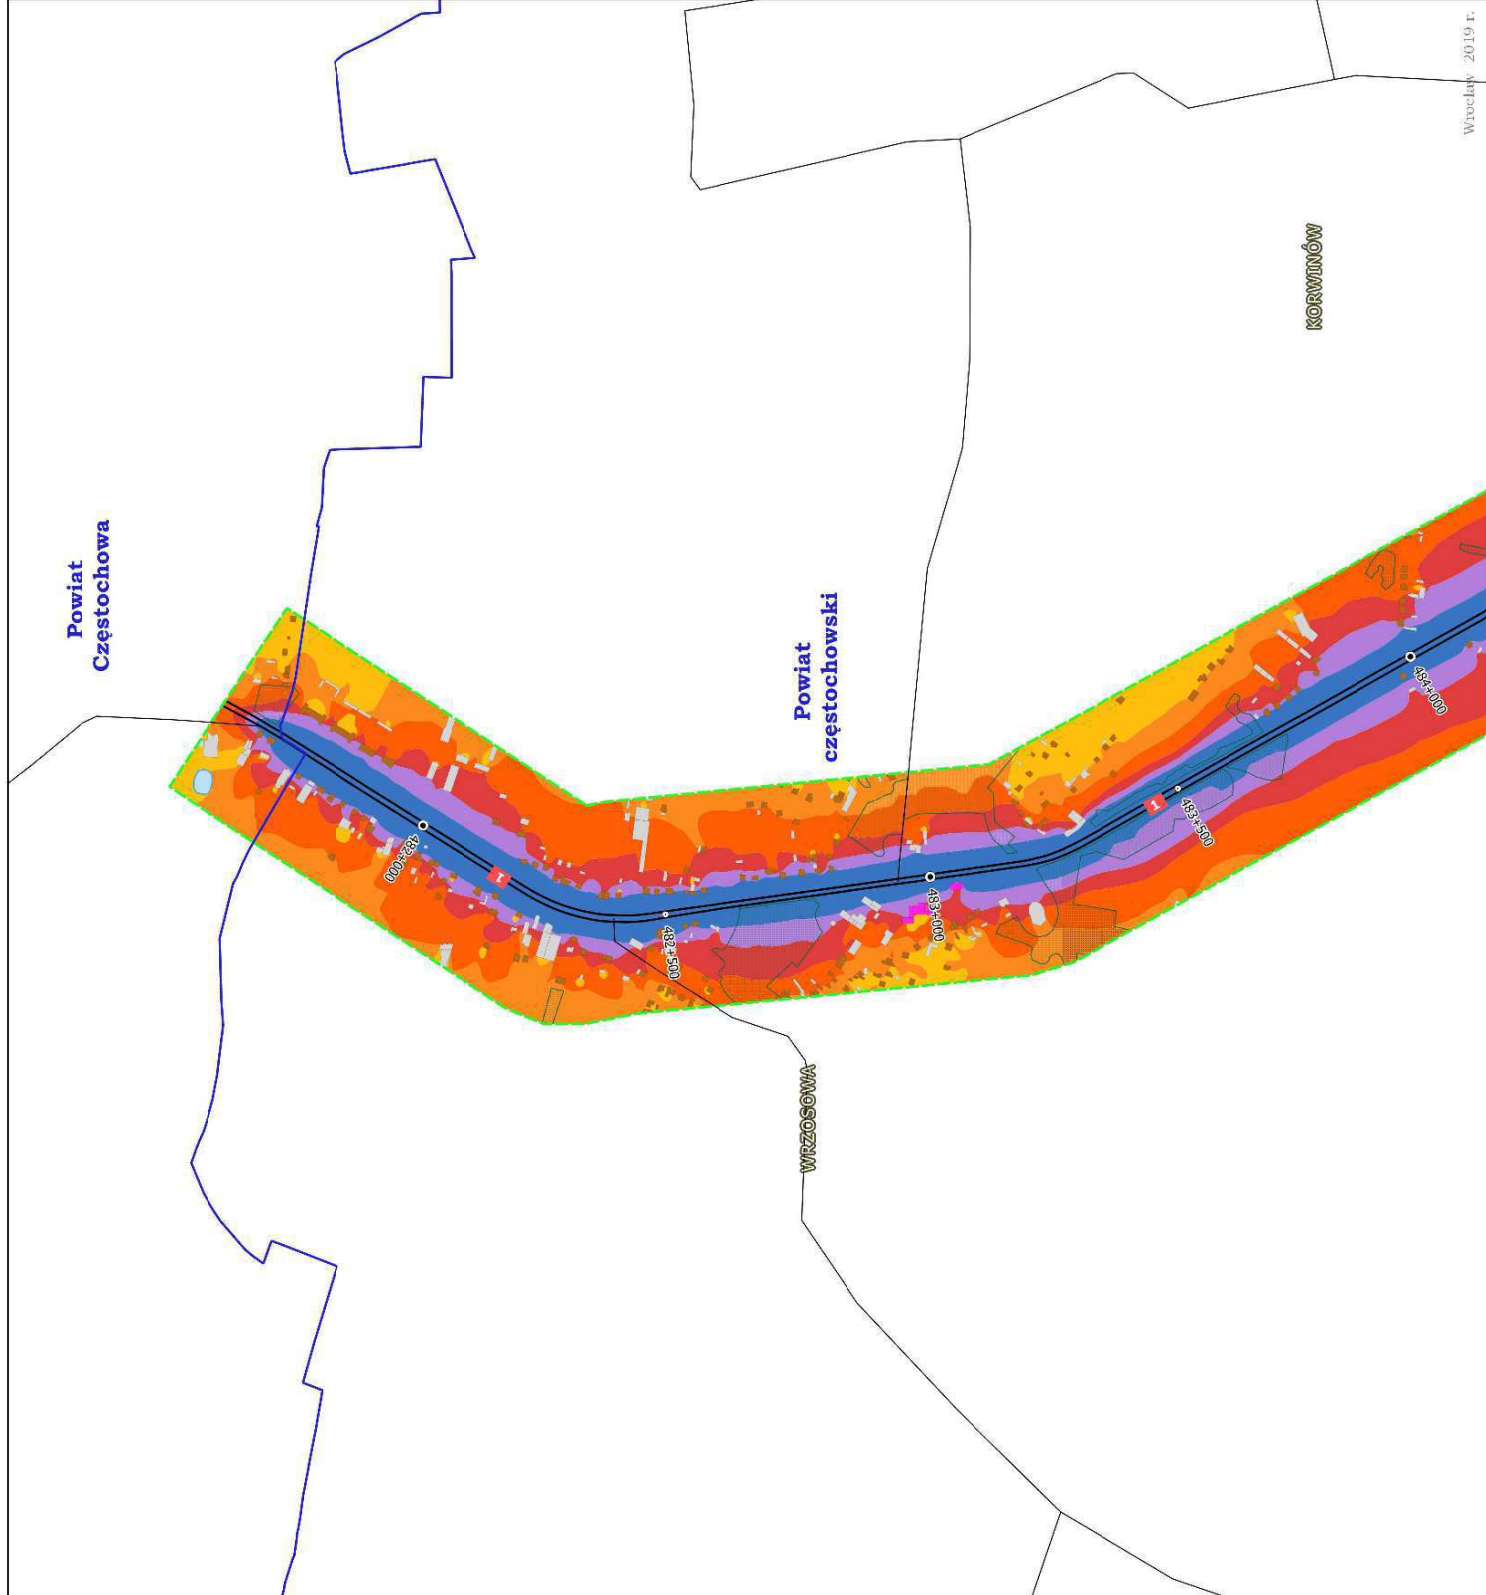 Powiat
Częstochowa
Powiat
częstochowski
KORWINÓW
WRZOSOWA
482+000
1
482+500
483+000
1
483+500
484+000
Wrocław 2019 r.